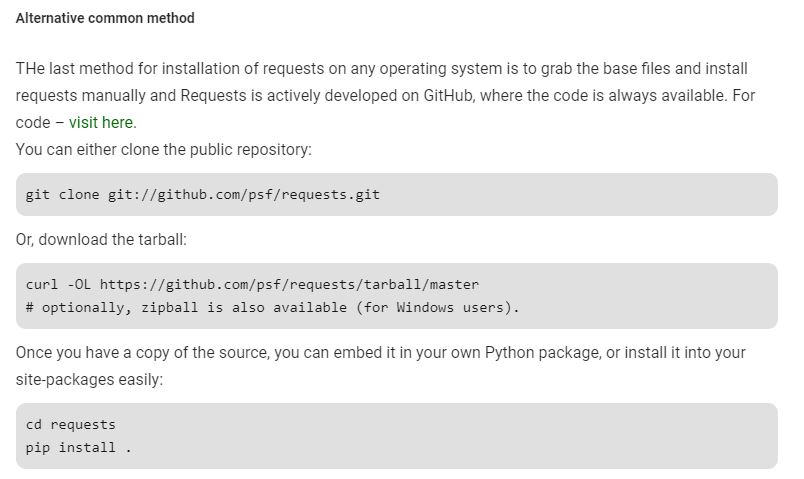 Alternative common method
THe last method for installation of requests on any operating system is to grab the base files and install
requests manually and Requests is actively developed on GitHub, where the code is always available. For
code – visit here.
You can either clone the public repository:
git clone git://github.com/psf/requests.git
Or, download the tarball:
curl -OL https://github.com/psf/requests/tarball/master
# optionally, zipball is also available (for Windows users).
Once you have a copy of the source, you can embed it in your own Python package, or install it into your
site-packages easily:
cd requests
pip install .